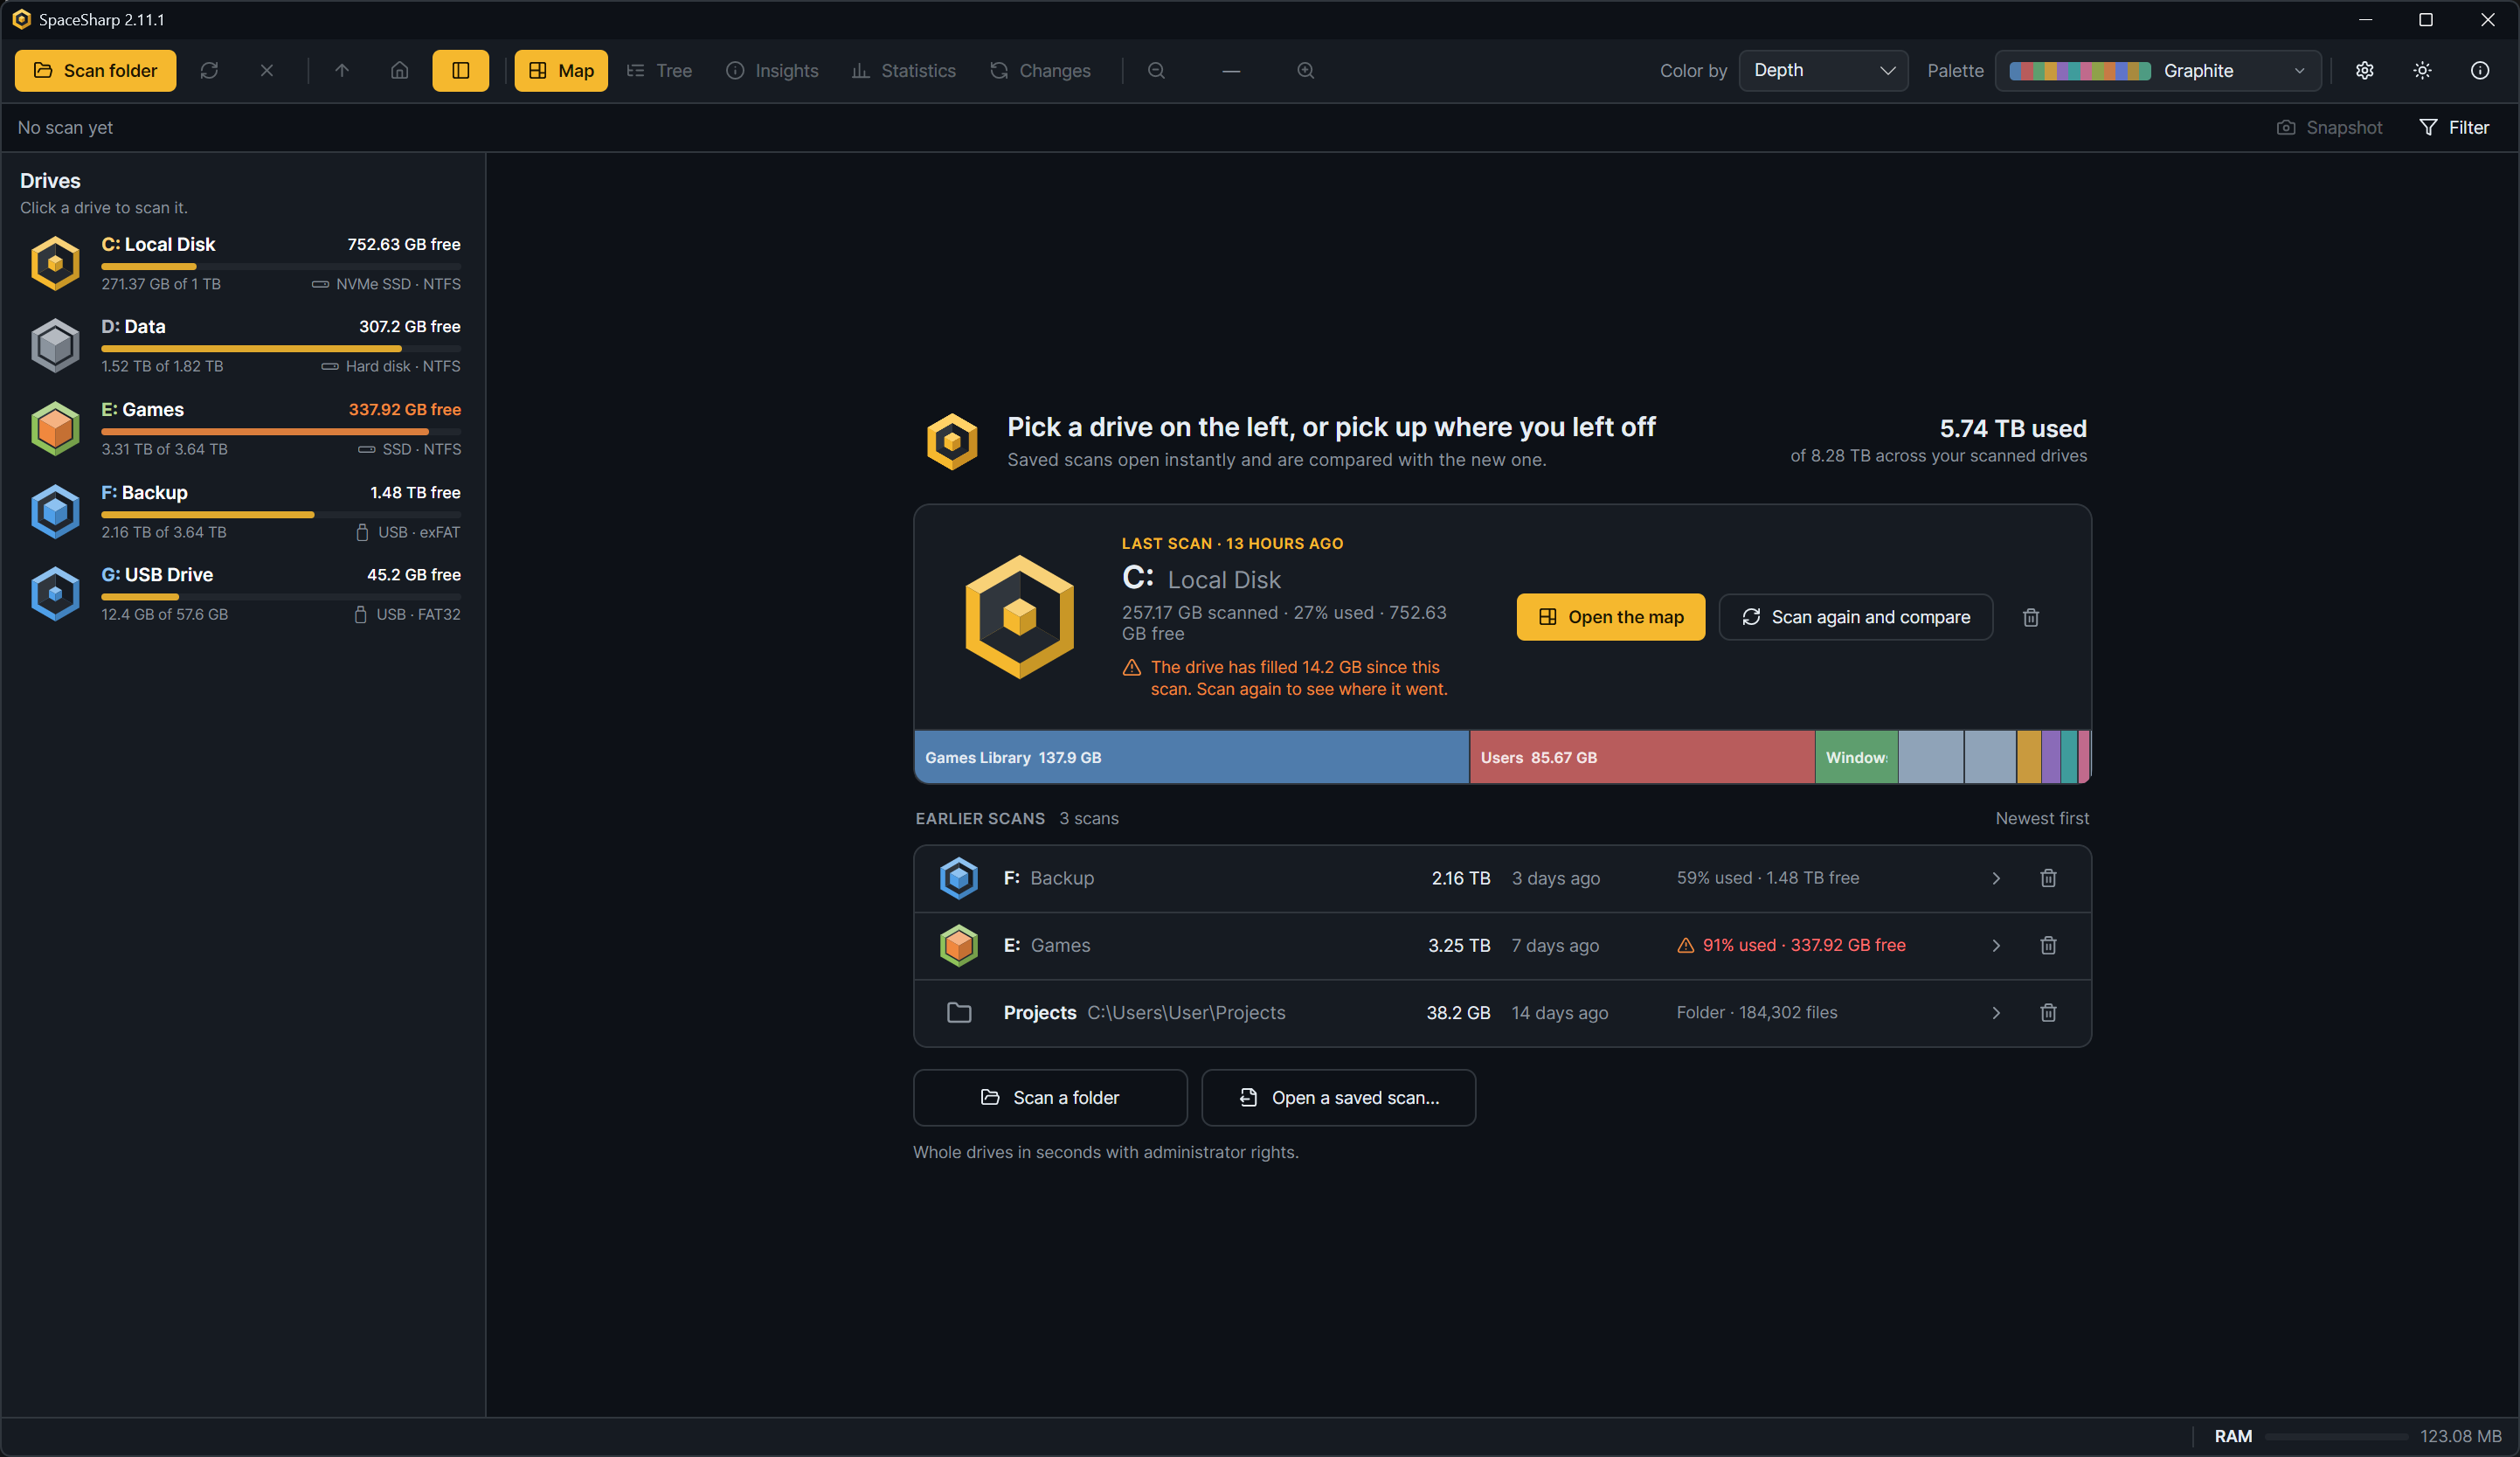 SpaceSharp 2.11.1
Scan folder
Map
Tree
Insights
Statistics
Changes
Color by
Depth
Palette
Graphite
No scan yet
Snapshot
Filter
Drives
Click a drive to scan it.
C: Local Disk 752.63 GB free
271.37 GB of 1 TB NVMe SSD · NTFS
D: Data 307.2 GB free
1.52 TB of 1.82 TB Hard disk · NTFS
E: Games 337.92 GB free
3.31 TB of 3.64 TB SSD · NTFS
F: Backup 1.48 TB free
2.16 TB of 3.64 TB USB · exFAT
G: USB Drive 45.2 GB free
12.4 GB of 57.6 GB USB · FAT32
Pick a drive on the left, or pick up where you left off
Saved scans open instantly and are compared with the new one.
5.74 TB used
of 8.28 TB across your scanned drives
LAST SCAN · 13 HOURS AGO
C: Local Disk
257.17 GB scanned · 27% used · 752.63
GB free
The drive has filled 14.2 GB since this
scan. Scan again to see where it went.
Open the map
Scan again and compare
Games Library 137.9 GB
Users 85.67 GB
EARLIER SCANS 3 scans
Newest first
F: Backup 2.16 TB 3 days ago 59% used · 1.48 TB free
E: Games 3.25 TB 7 days ago 91% used · 337.92 GB free
Projects C:\Users\User\Projects 38.2 GB 14 days ago Folder · 184,302 files
Scan a folder
Open a saved scan...
Whole drives in seconds with administrator rights.
RAM 123.08 MB